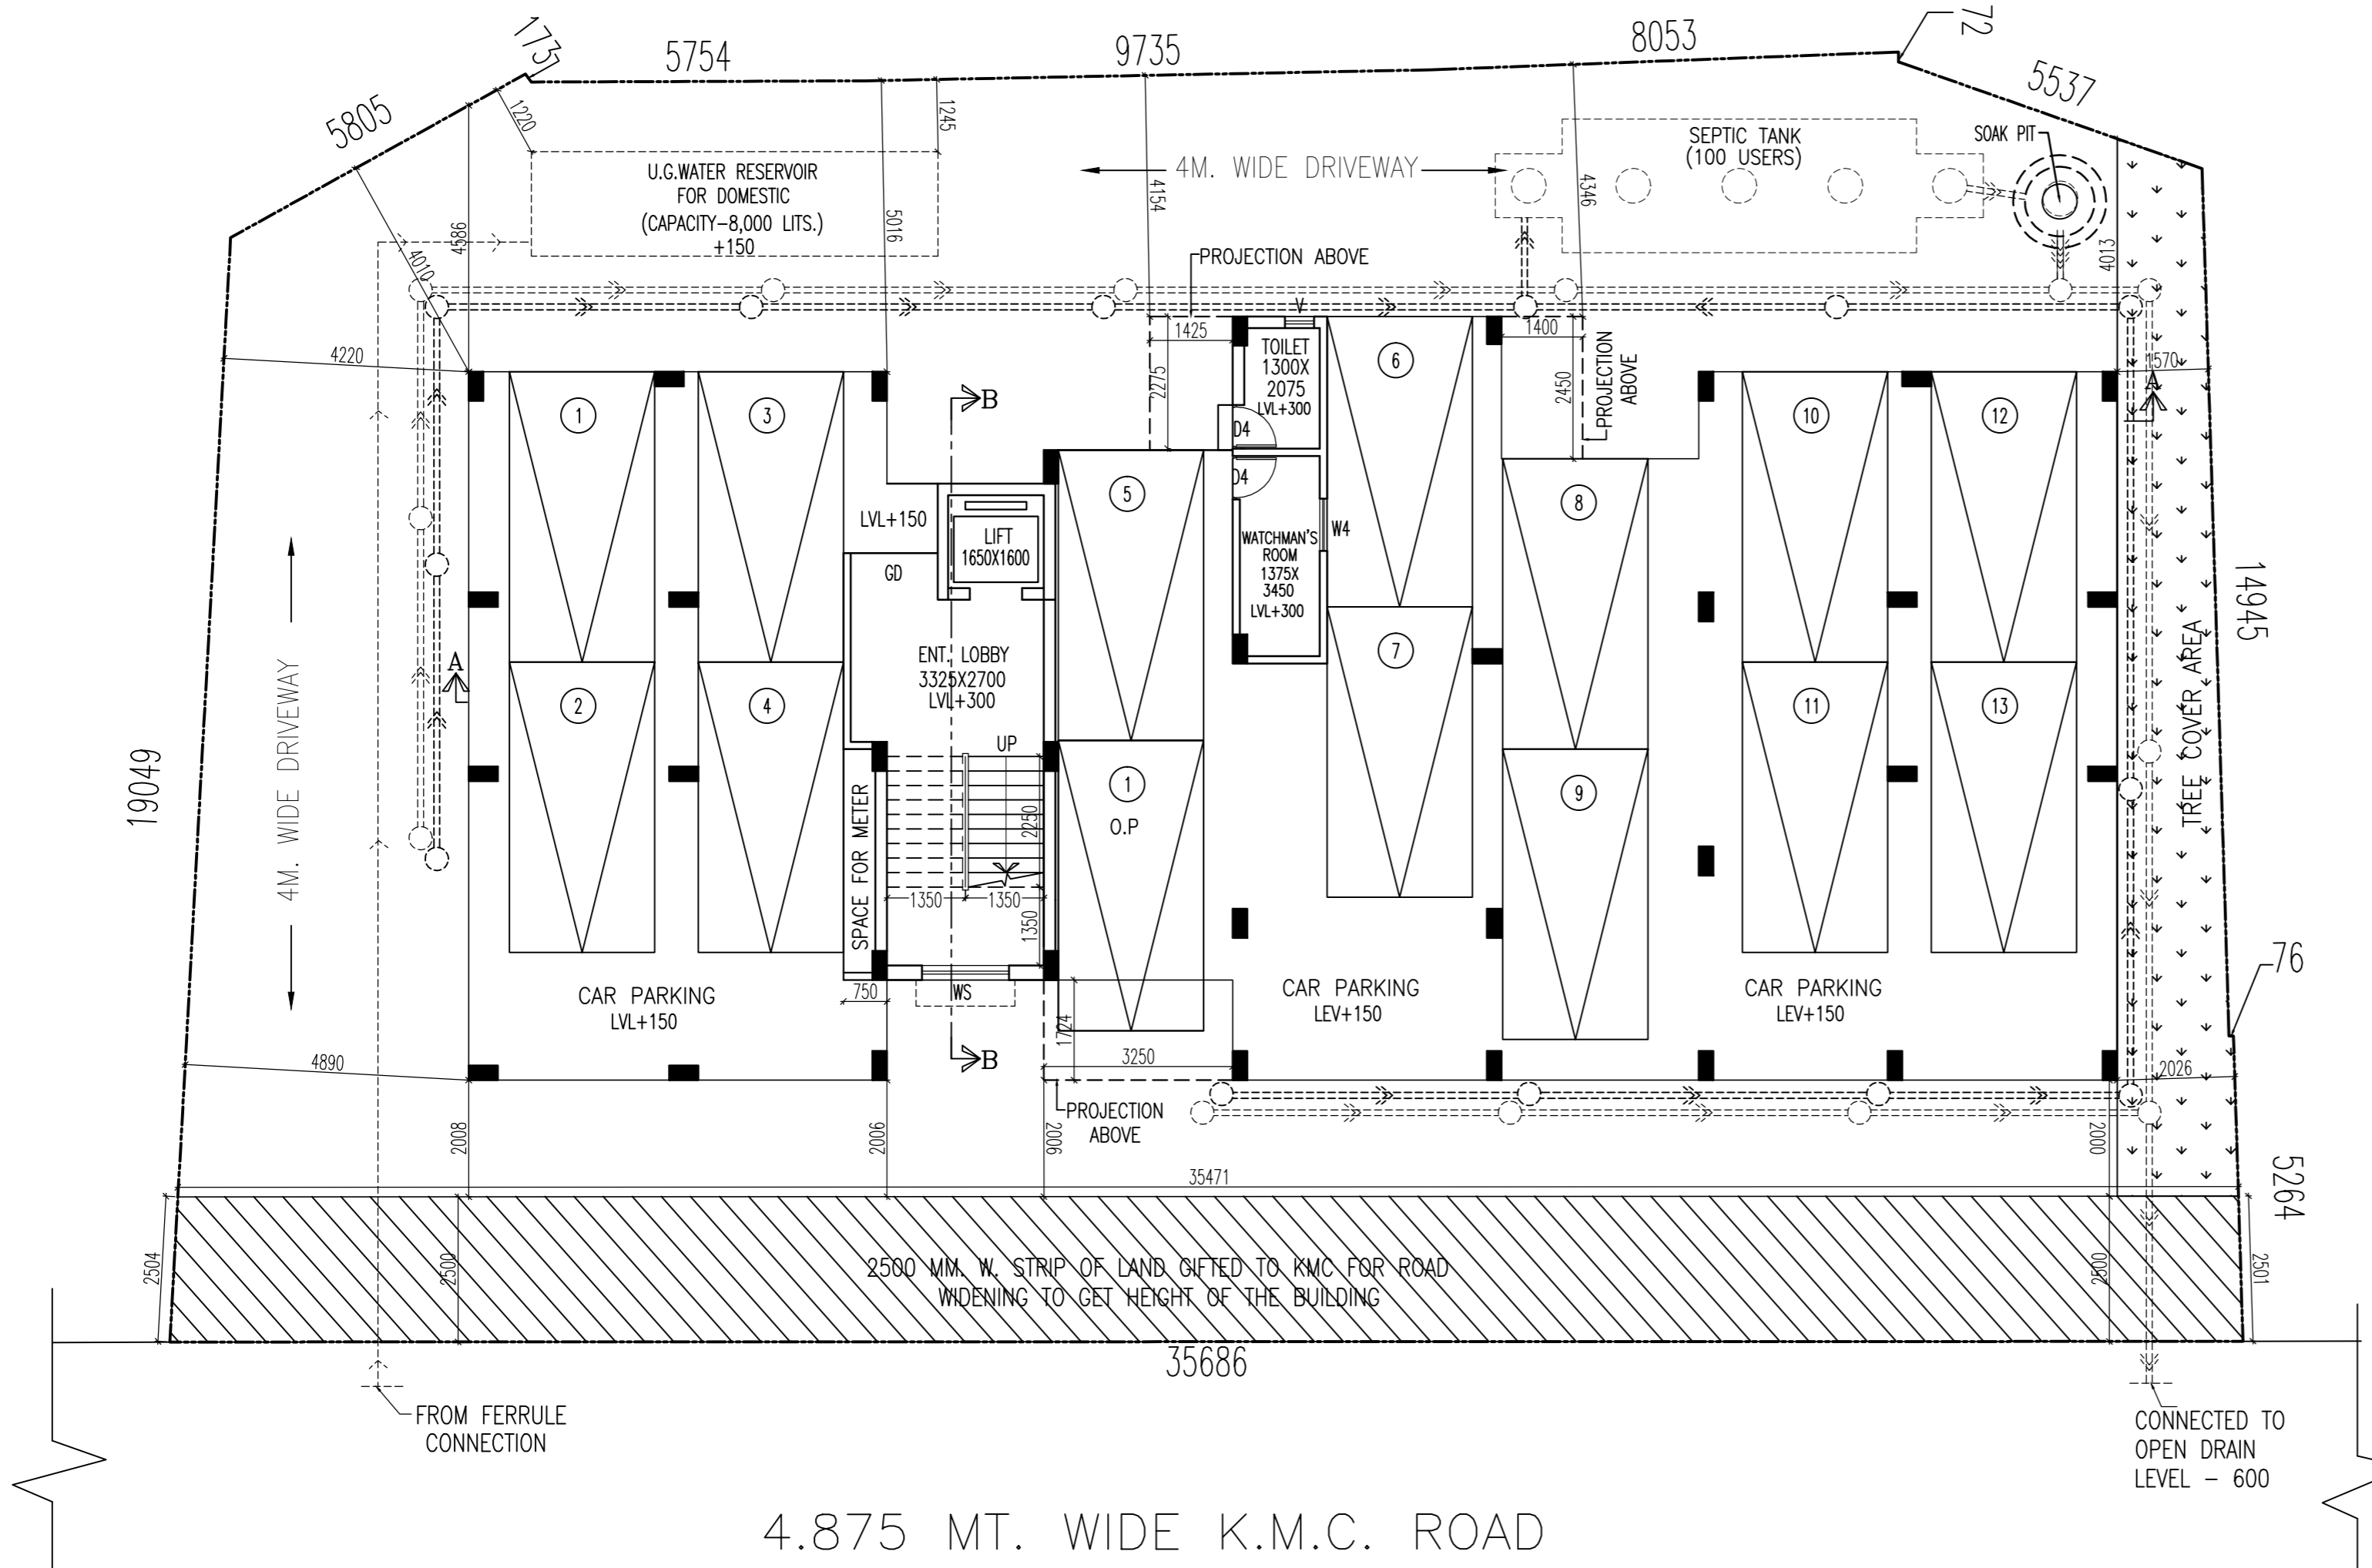 173
72
5754
9735
8053
5537
5805
1220
1245
U.G.WATER RESERVOIR
FOR DOMESTIC
(CAPACITY-8,000 LITS.)
+150
4M. WIDE DRIVEWAY
SEPTIC TANK
(100 USERS)
SOAK PIT
4586
4010
5016
4154
4346
4013
PROJECTION ABOVE
V
4220
1425
1400
1570
2275
2450
PROJECTION
ABOVE
TOILET
1300X
2075
LVL+300
D4
D4
A
B
1
3
5
6
8
10
12
LVL+150
LIFT
1650X1600
GD
WATCHMAN'S
ROOM
1375X
3450
LVL+300
W4
14945
TREE COVER AREA
4M. WIDE DRIVEWAY
19049
A
ENT. LOBBY
3325X2700
LVL+300
UP
2
4
7
11
13
1
O.P
9
SPACE FOR METER
2250
1350
1350
1350
750
WS
76
CAR PARKING
LVL+150
CAR PARKING
LEV+150
CAR PARKING
LEV+150
1724
3250
4890
2026
B
PROJECTION
ABOVE
2008
2006
2006
2000
35471
5264
2504
2500
2500
2501
2500 MM. W. STRIP OF LAND GIFTED TO KMC FOR ROAD
WIDENING TO GET HEIGHT OF THE BUILDING
35686
FROM FERRULE
CONNECTION
CONNECTED TO
OPEN DRAIN
LEVEL - 600
4.875 MT. WIDE K.M.C. ROAD